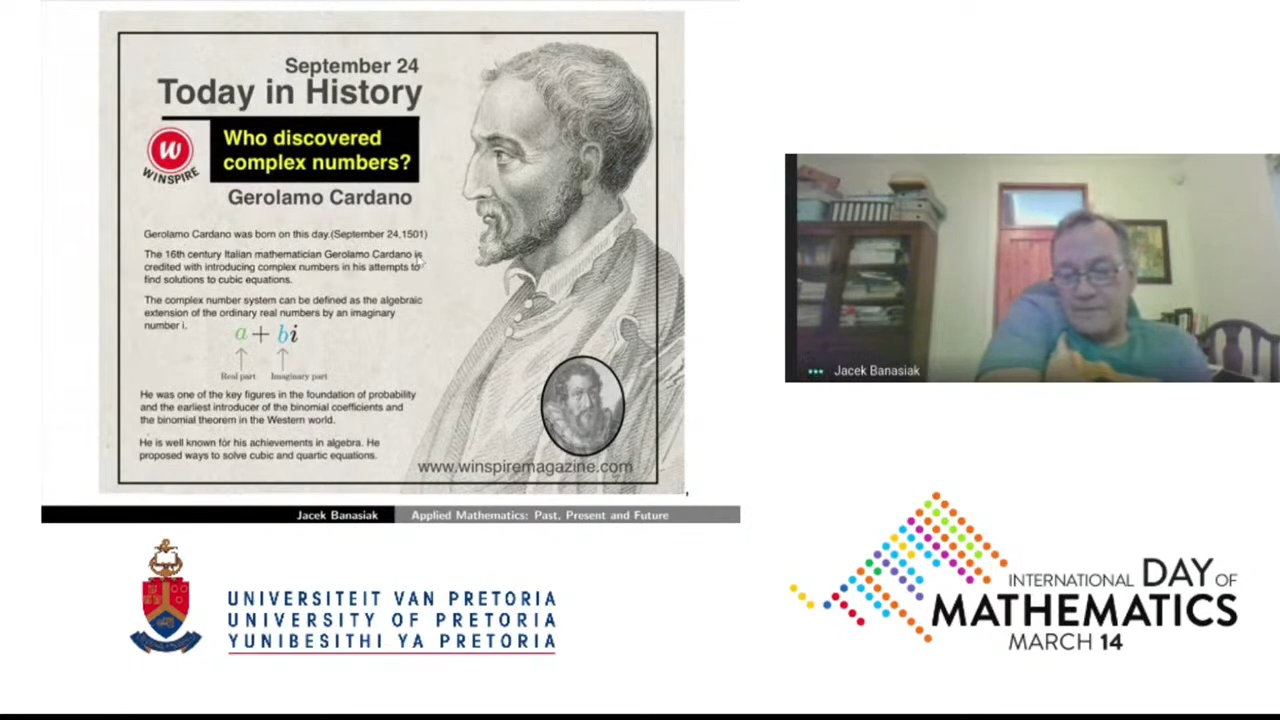 September 24
Today in History
Who discovered
complex numbers?
W
WINSPIRE
Gerolamo Cardano
Gerolamo Cardano was born on this day.(September 24,1501)
The 16th century Italian mathematician Gerolamo Cardano is
credited with introducing complex numbers in his attempts to
find solutions to cubic equations.
The complex number system can be defined as the algebraic
extension of the ordinary real numbers by an imaginary
number i.
a + bi
Real part Imaginary part
He was one of the key figures in the foundation of probability
and the earliest introducer of the binomial coefficients and
the binomial theorem in the Western world.
He is well known for his achievements in algebra. He
proposed ways to solve cubic and quartic equations.
www.winspiremagazine.com
,
Jacek Banasiak Applied Mathematics: Past, Present and Future
Jacek Banasiak
UNIVERSITEIT VAN PRETORIA
UNIVERSITY OF PRETORIA
YUNIBESITHI YA PRETORIA
INTERNATIONAL DAY OF
MATHEMATICS
MARCH 14